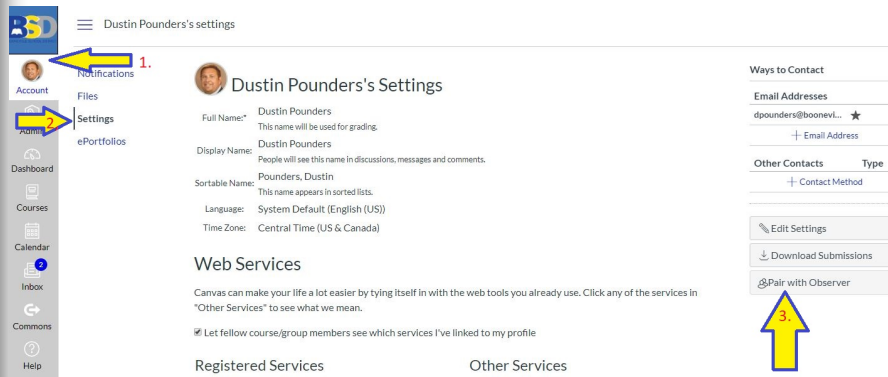 BSD
Dustin Pounders's settings
1.
Account
2
Admin
Dashboard
Courses
Calendar
2
Inbox
Commons
Help
Notifications
Files
Settings
ePortfolios
Dustin Pounders's Settings
Full Name:* Dustin Pounders
This name will be used for grading.
Display Name: Dustin Pounders
People will see this name in discussions, messages and comments.
Sortable Name: Pounders, Dustin
This name appears in sorted lists.
Language: System Default (English (US))
Time Zone: Central Time (US & Canada)
Web Services
Canvas can make your life a lot easier by tying itself in with the web tools you already use. Click any of the services in
"Other Services" to see what we mean.
Let fellow course/group members see which services I've linked to my profile
Registered Services
Other Services
Ways to Contact
Email Addresses
dpounders@boonevi...
Email Address
Other Contacts Type
Contact Method
Edit Settings
Download Submissions
Pair with Observer
3.